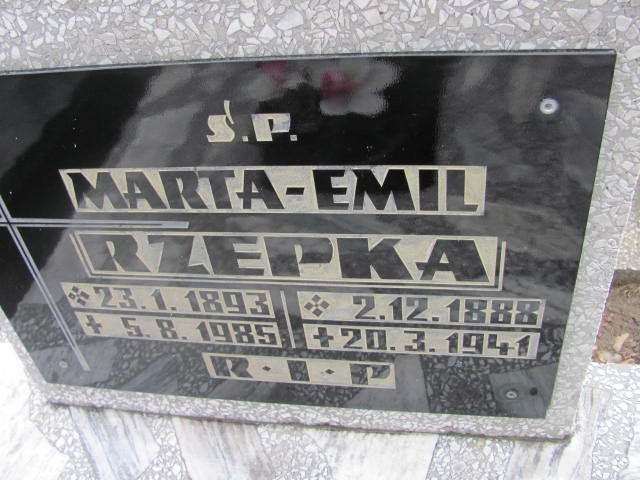 Ś.P.
MARTA-EMIL
RZEPKA
23.1.1893 2.12.1888
+ 5.8.1985 +20.3.1941
R·I·P